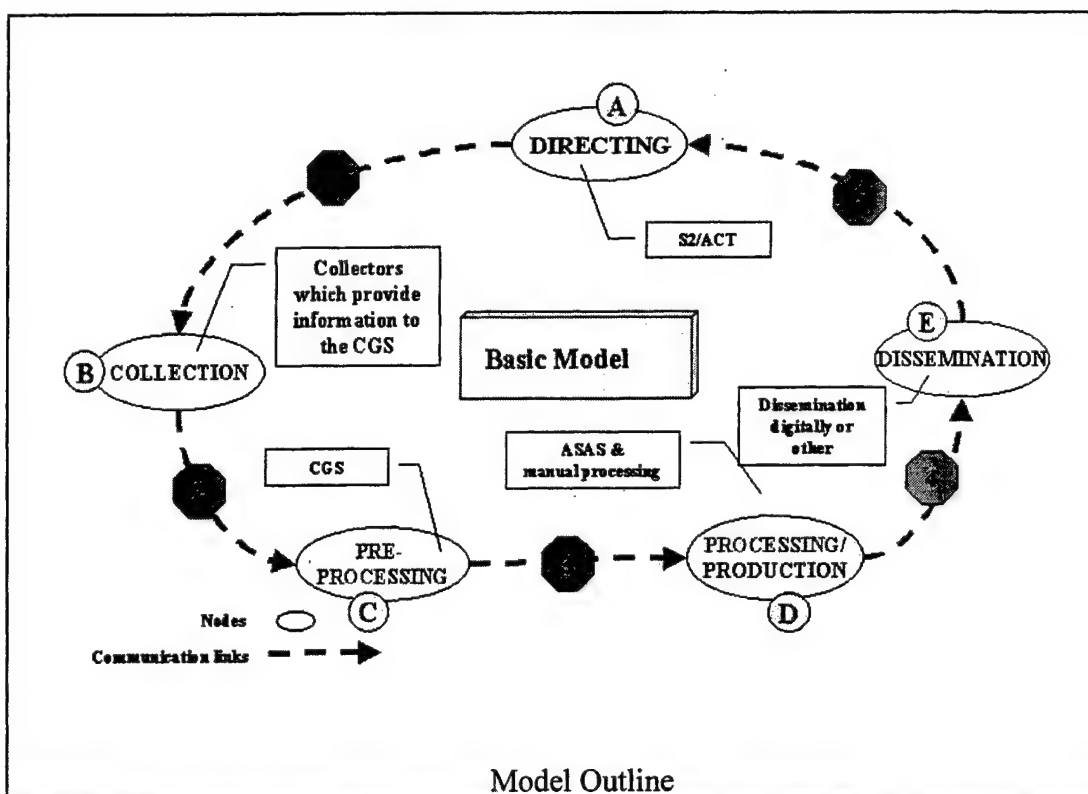 A
DIRECTING
S2/ACT
Collectors
which provide
information to
the CGS
E
DISSEMINATION
B
COLLECTION
Basic Model
Dissemination
digitally or
other
ASAS &
manual processing
CGS
4
PRE-
PROCESSING
C
PROCESSING/
PRODUCTION
D
Nodes
Communication links
Model Outline